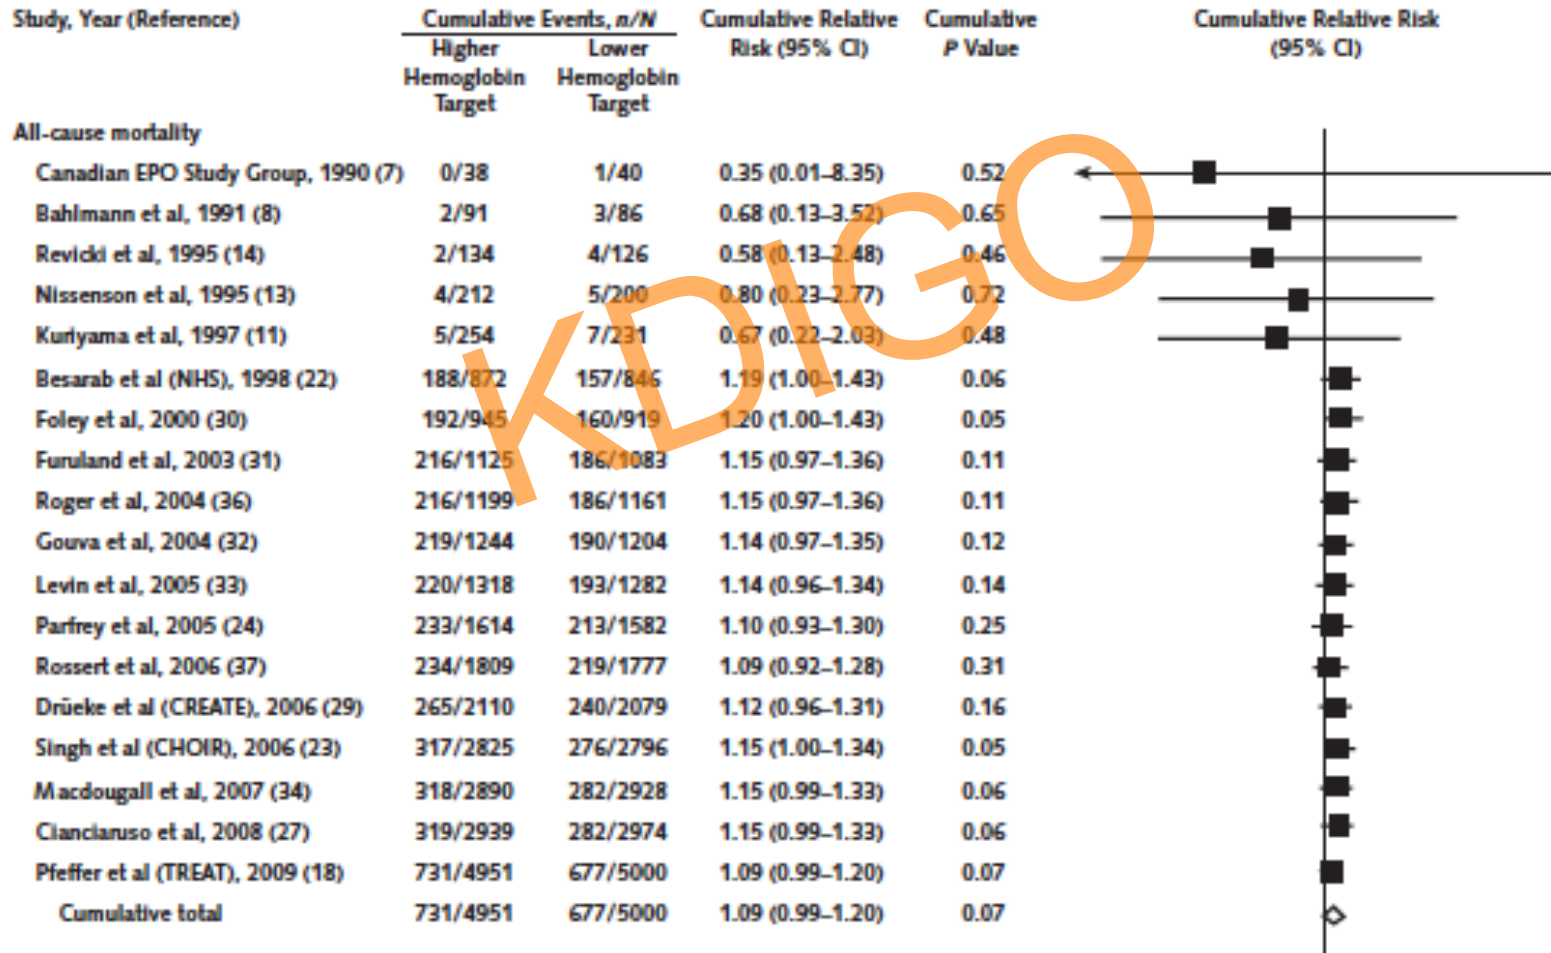 Study, Year (Reference) Cumulative Events, n/N Cumulative Relative Cumulative Cumulative Relative Risk
Higher Lower Risk (95% CI) P Value (95% CI)
Hemoglobin Hemoglobin
Target Target
All-cause mortality
Canadian EPO Study Group, 1990 (7) 0/38 1/40 0.35 (0.01–8.35) 0.52
Bahlmann et al, 1991 (8) 2/91 3/86 0.68 (0.13–3.52) 0.65
Revicki et al, 1995 (14) 2/134 4/126 0.58 (0.13–2.48) 0.46
Nissenson et al, 1995 (13) 4/212 5/200 0.80 (0.23–2.77) 0.72
Kuriyama et al, 1997 (11) 5/254 7/231 0.67 (0.22–2.03) 0.48
Besarab et al (NHS), 1998 (22) 188/872 157/846 1.19 (1.00–1.43) 0.06
Foley et al, 2000 (30) 192/945 160/919 1.20 (1.00–1.43) 0.05
Furuland et al, 2003 (31) 216/1125 186/1083 1.15 (0.97–1.36) 0.11
Roger et al, 2004 (36) 216/1199 186/1161 1.15 (0.97–1.36) 0.11
Gouva et al, 2004 (32) 219/1244 190/1204 1.14 (0.97–1.35) 0.12
Levin et al, 2005 (33) 220/1318 193/1282 1.14 (0.96–1.34) 0.14
Parfrey et al, 2005 (24) 233/1614 213/1582 1.10 (0.93–1.30) 0.25
Rossert et al, 2006 (37) 234/1809 219/1777 1.09 (0.92–1.28) 0.31
Drüeke et al (CREATE), 2006 (29) 265/2110 240/2079 1.12 (0.96–1.31) 0.16
Singh et al (CHOIR), 2006 (23) 317/2825 276/2796 1.15 (1.00–1.34) 0.05
Macdougall et al, 2007 (34) 318/2890 282/2928 1.15 (0.99–1.33) 0.06
Cianciaruso et al, 2008 (27) 319/2939 282/2974 1.15 (0.99–1.33) 0.06
Pfeffer et al (TREAT), 2009 (18) 731/4951 677/5000 1.09 (0.99–1.20) 0.07
Cumulative total 731/4951 677/5000 1.09 (0.99–1.20) 0.07
KDIGO